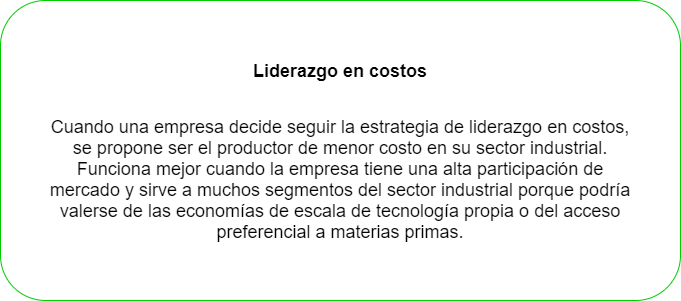 Liderazgo en costos
Cuando una empresa decide seguir la estrategia de liderazgo en costos,
se propone ser el productor de menor costo en su sector industrial.
Funciona mejor cuando la empresa tiene una alta participación de
mercado y sirve a muchos segmentos del sector industrial porque podría
valerse de las economías de escala de tecnología propia o del acceso
preferencial a materias primas.